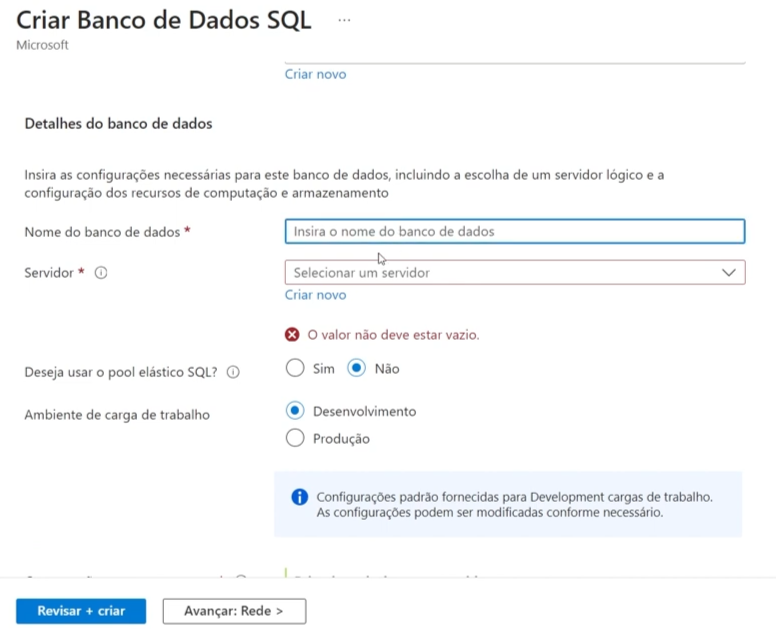 Criar Banco de Dados SQL ...
Microsoft
Criar novo
Detalhes do banco de dados
Insira as configurações necessárias para este banco de dados, incluindo a escolha de um servidor lógico e a
configuração dos recursos de computação e armazenamento
Nome do banco de dados *
Insira o nome do banco de dados
Servidor *
Selecionar um servidor
Criar novo
O valor não deve estar vazio.
Deseja usar o pool elástico SQL?
Sim
Não
Ambiente de carga de trabalho
Desenvolvimento
Produção
Configurações padrão fornecidas para Development cargas de trabalho.
As configurações podem ser modificadas conforme necessário.
Revisar + criar
Avançar: Rede >